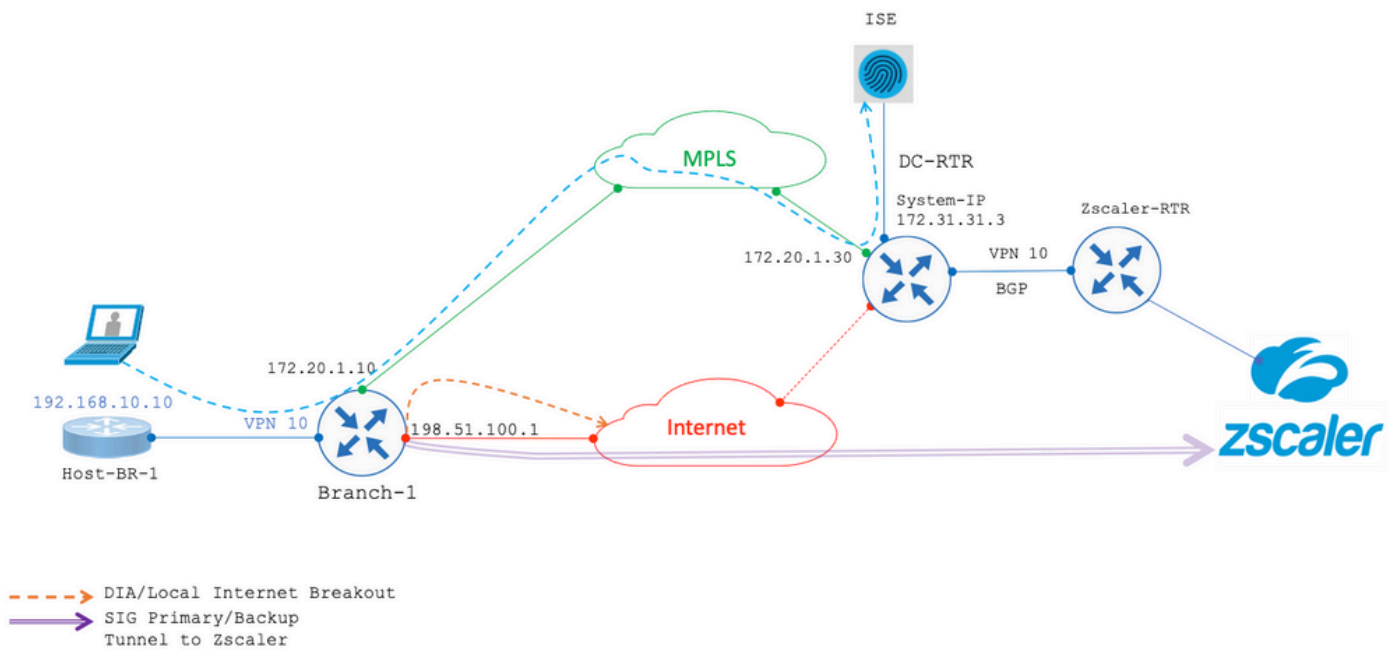 ISE
MPLS
DC-RTR
System-IP
172.31.31.3
Zscaler-RTR
172.20.1.30
VPN 10
BGP
172.20.1.10
192.168.10.10
VPN 10
198.51.100.1
Internet
zscaler
Host-BR-1
Branch-1
DIA/Local Internet Breakout
SIG Primary/Backup
Tunnel to Zscaler